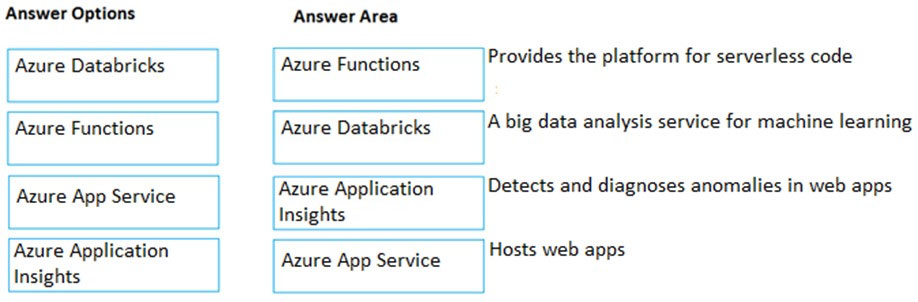 Answer Options
Answer Area
Azure Databricks
Azure Functions
Provides the platform for serverless code
Azure Functions
Azure Databricks
A big data analysis service for machine learning
Azure App Service
Azure Application
Insights
Detects and diagnoses anomalies in web apps
Azure Application
Insights
Azure App Service
Hosts web apps